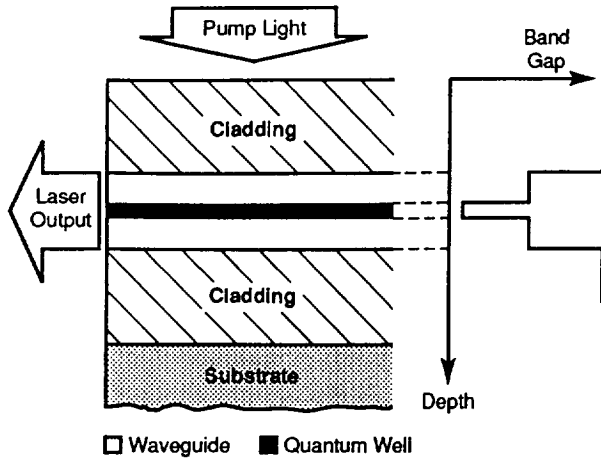 Pump Light
Band
Gap
Cladding
Laser
Output
Cladding
Substrate
Depth
Waveguide
Quantum Well